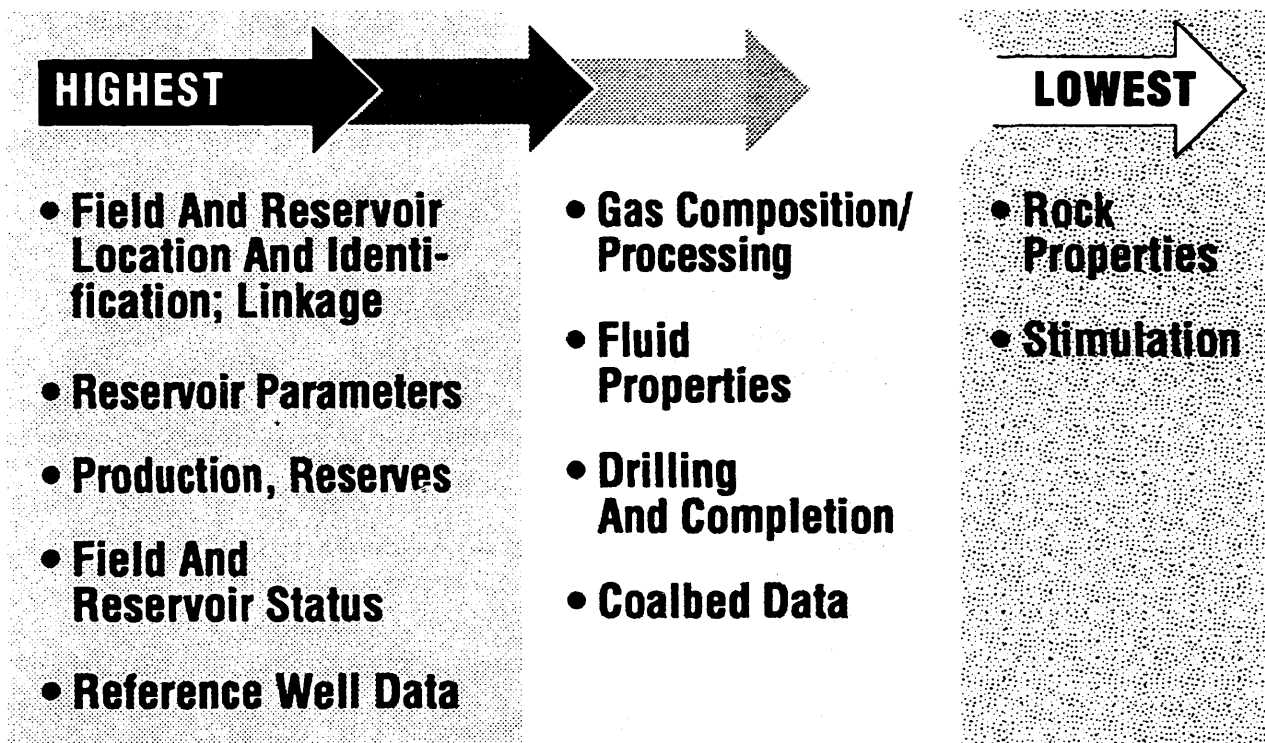 HIGHEST
LOWEST
• Field And Reservoir
Location And Identi-
fication; Linkage
• Reservoir Parameters
• Production, Reserves
• Field And
Reservoir Status
• Reference Well Data
• Gas Composition/
Processing
• Fluid
Properties
• Drilling
And Completion
• Coalbed Data
• Rock
Properties
• Stimulation